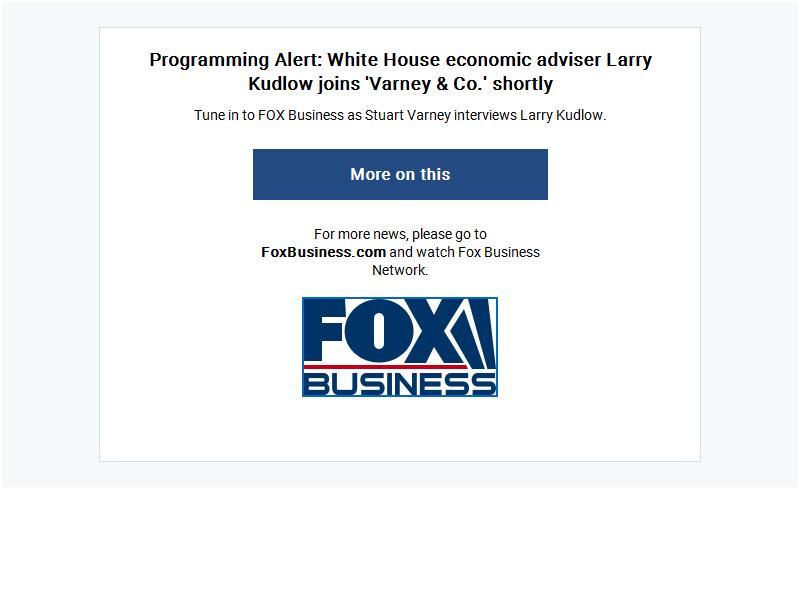 Programming Alert: White House economic adviser Larry
Kudlow joins 'Varney & Co.' shortly
Tune in to FOX Business as Stuart Varney interviews Larry Kudlow.
More on this
For more news, please go to
FoxBusiness.com and watch Fox Business
Network.
FOX
BUSINESS